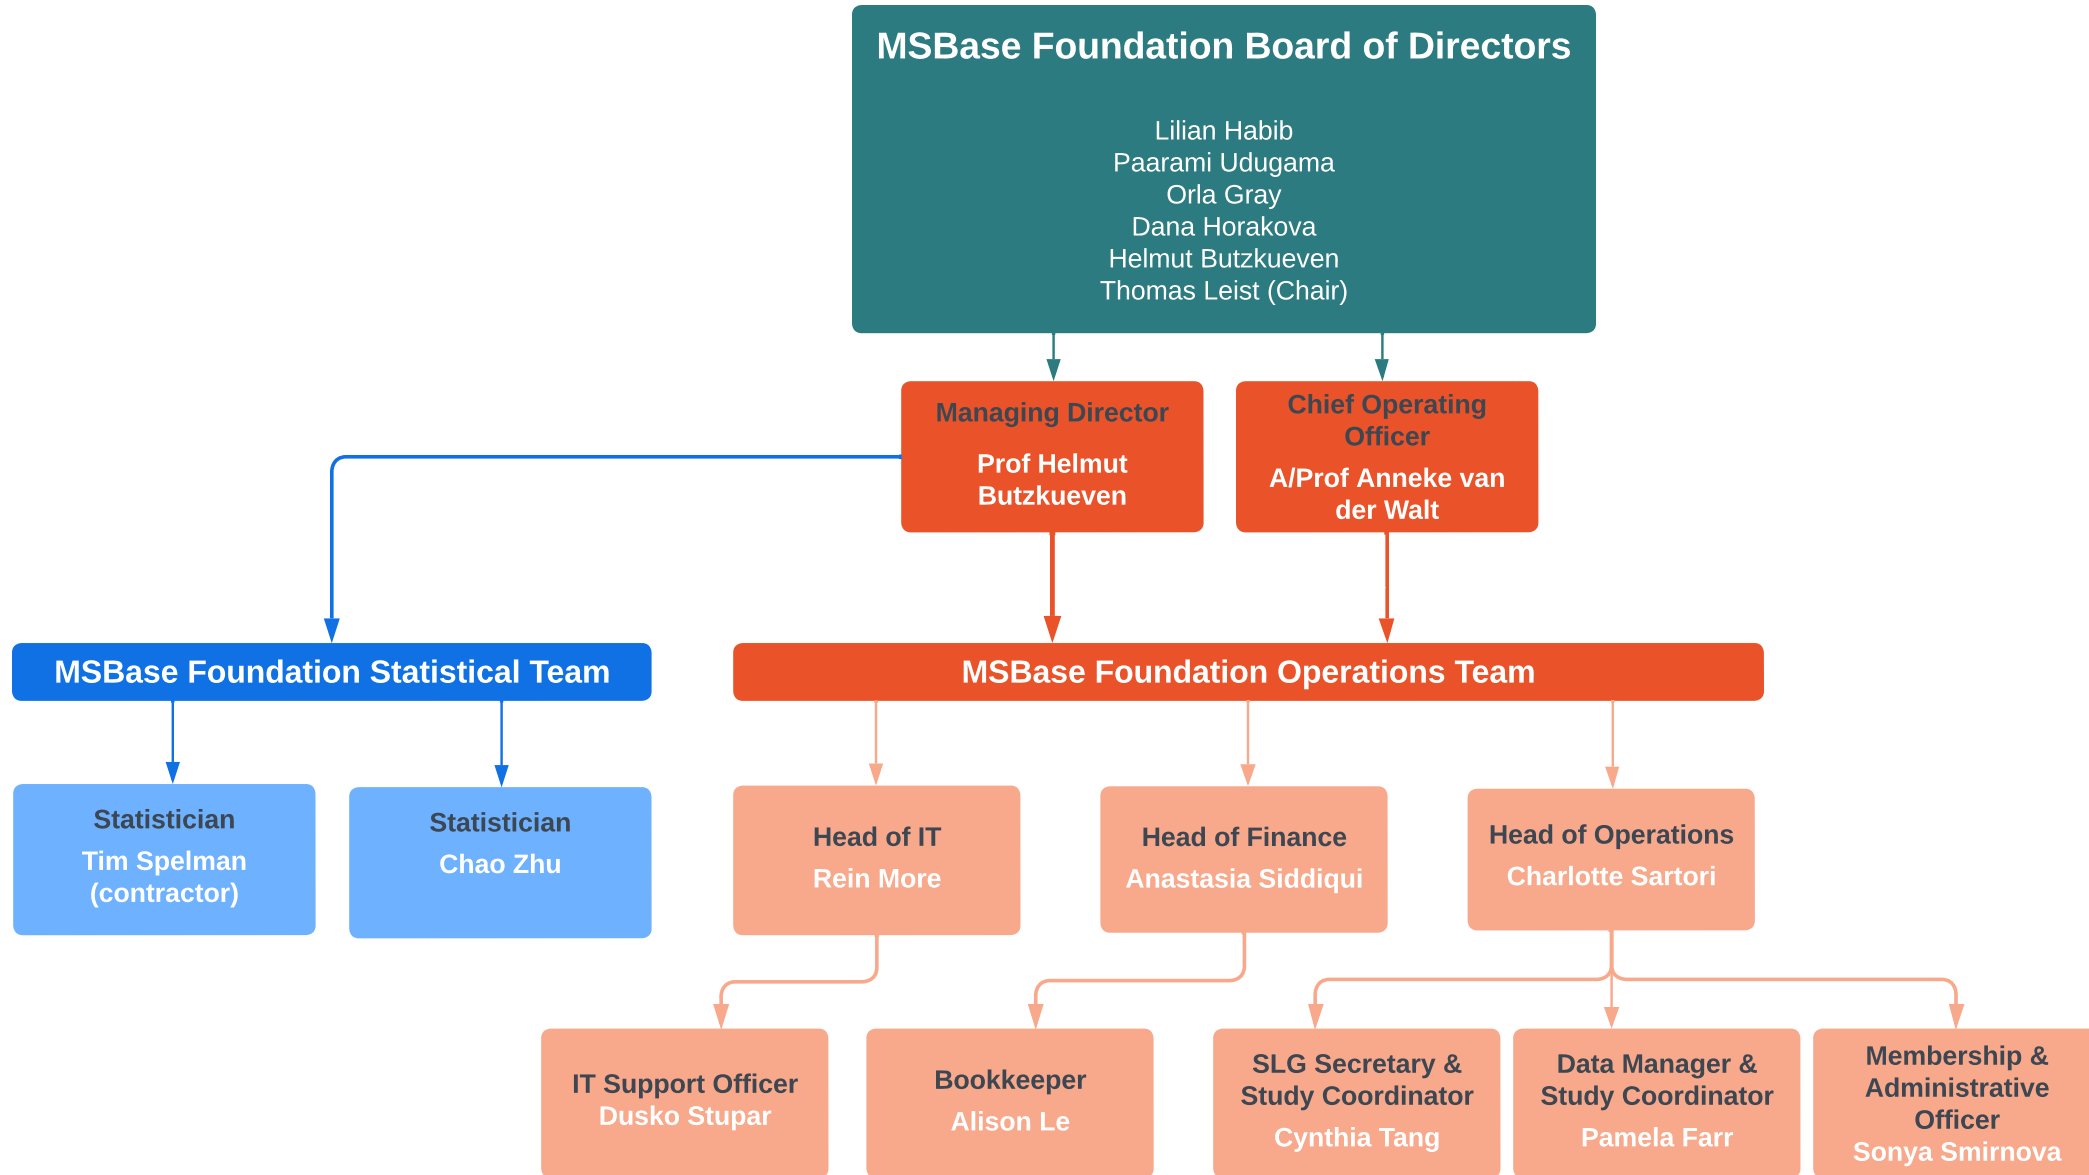 MSBase Foundation Board of Directors
Lilian Habib
Paarami Udugama
Orla Gray
Dana Horakova
Helmut Butzkueven
Thomas Leist (Chair)
Managing Director
Prof Helmut
Butzkueven
Chief Operating
Officer
A/Prof Anneke van
der Walt
MSBase Foundation Statistical Team
MSBase Foundation Operations Team
Statistician
Tim Spelman
(contractor)
Statistician
Chao Zhu
Head of IT
Rein More
Head of Finance
Anastasia Siddiqui
Head of Operations
Charlotte Sartori
IT Support Officer
Dusko Stupar
Bookkeeper
Alison Le
SLG Secretary &
Study Coordinator
Cynthia Tang
Data Manager &
Study Coordinator
Pamela Farr
Membership &
Administrative
Officer
Sonya Smirnova